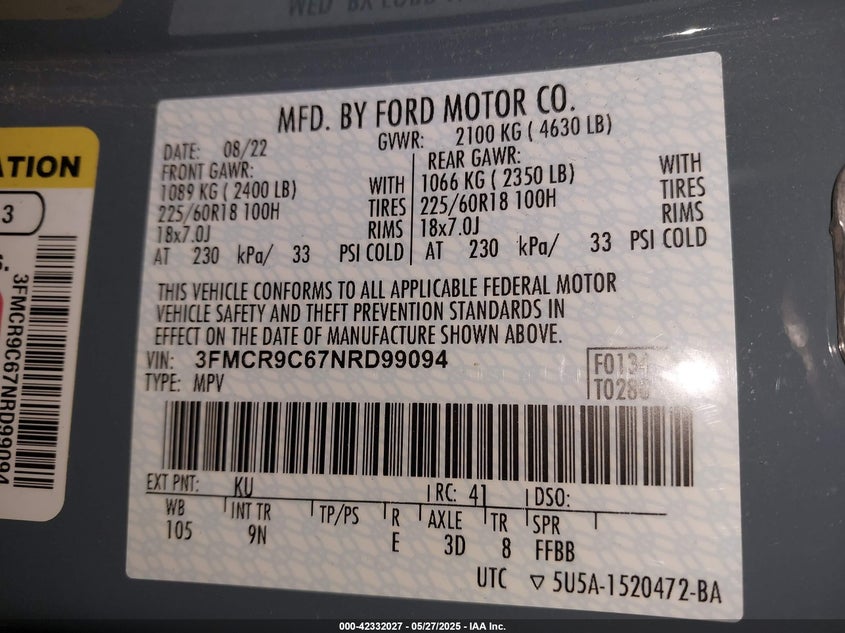 MFD. BY FORD MOTOR CO.
DATE: 08/22 GVWR: 2100 KG ( 4630 LB)
FRONT GAWR: REAR GAWR:
1089 KG ( 2400 LB) WITH 1066 KG ( 2350 LB) WITH
225/60R18 100H TIRES 225/60R18 100H TIRES
18x7.0J RIMS 18x7.0J RIMS
AT 230 kPa/ 33 PSI COLD AT 230 kPa/ 33 PSI COLD
THIS VEHICLE CONFORMS TO ALL APPLICABLE FEDERAL MOTOR
VEHICLE SAFETY AND THEFT PREVENTION STANDARDS IN
EFFECT ON THE DATE OF MANUFACTURE SHOWN ABOVE.
VIN: 3FMCR9C67NRD99094
TYPE: MPV
EXT PNT: KU RC: 41 DSO:
WB INT TR TP/PS R AXLE TR SPR
105 9N E 3D 8 FFBB
UTC ▽ 5U5A-1520472-BA
3
3FMCR9C67NRD99094
000-42332027 - 05/27/2025 - IAA Inc.